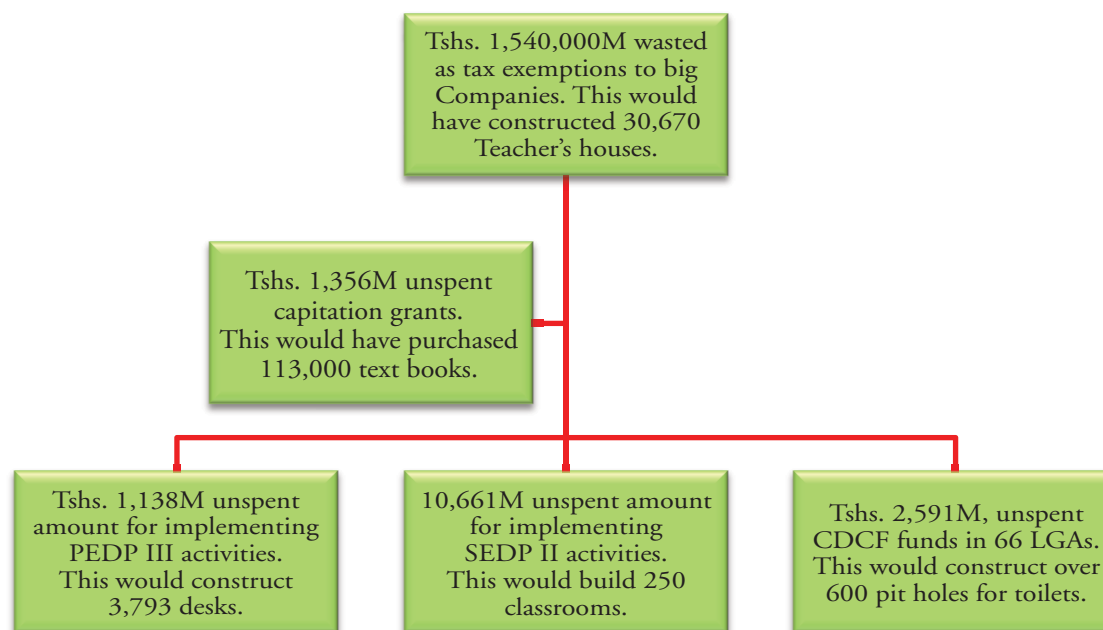 Tshs. 1,540,000M wasted
as tax exemptions to big
Companies. This would
have constructed 30,670
Teacher's houses.
Tshs. 1,356M unspent
capitation grants.
This would have purchased
113,000 text books.
Tshs. 1,138M unspent
amount for implementing
PEDP III activities.
This would construct
3,793 desks.
10,661M unspent amount
for implementing
SEDP II activities.
This would build 250
classrooms.
Tshs. 2,591M, unspent
CDCF funds in 66 LGAs.
This would construct over
600 pit holes for toilets.